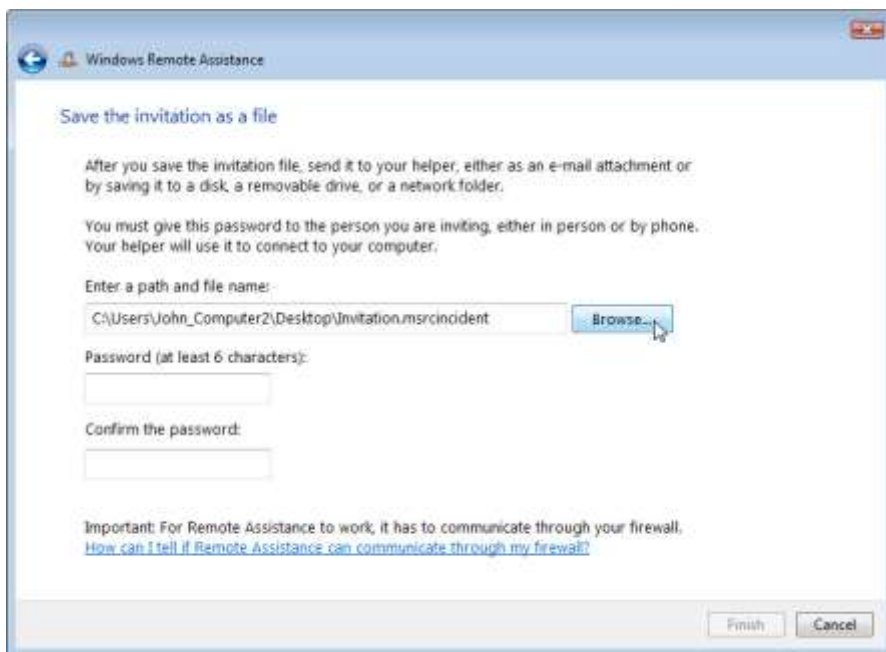 Windows Remote Assistance
Save the invitation as a file
After you save the invitation file, send it to your helper, either as an e-mail attachment or
by saving it to a disk, a removable drive, or a network folder.
You must give this password to the person you are inviting, either in person or by phone.
Your helper will use it to connect to your computer.
Enter a path and file name:
C:\Users\John_Computer2\Desktop\Invitation.msrcincident
Browse...
Password (at least 6 characters):
Confirm the password:
Important: For Remote Assistance to work, it has to communicate through your firewall.
How can I tell if Remote Assistance can communicate through my firewall?
Finish Cancel